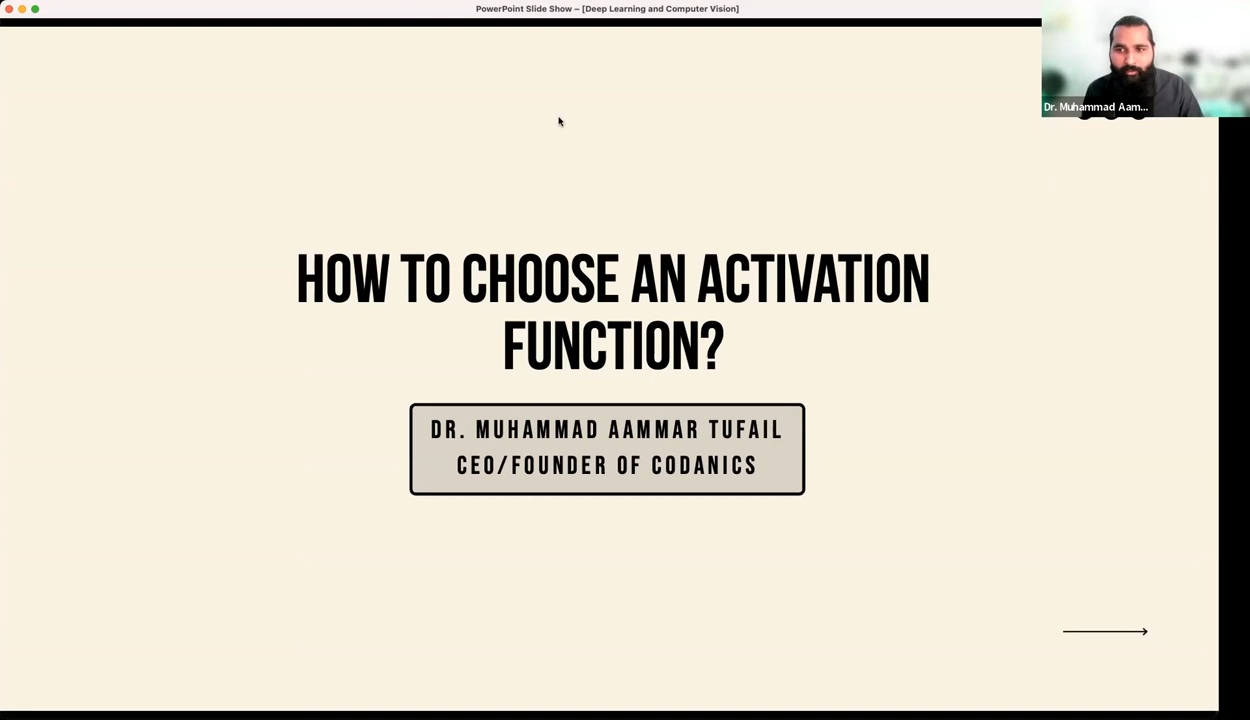 PowerPoint Slide Show – [Deep Learning and Computer Vision]
Dr. Muhammad Aam...
HOW TO CHOOSE AN ACTIVATION
FUNCTION?
DR. MUHAMMAD AAMMAR TUFAIL
CEO/FOUNDER OF CODANICS